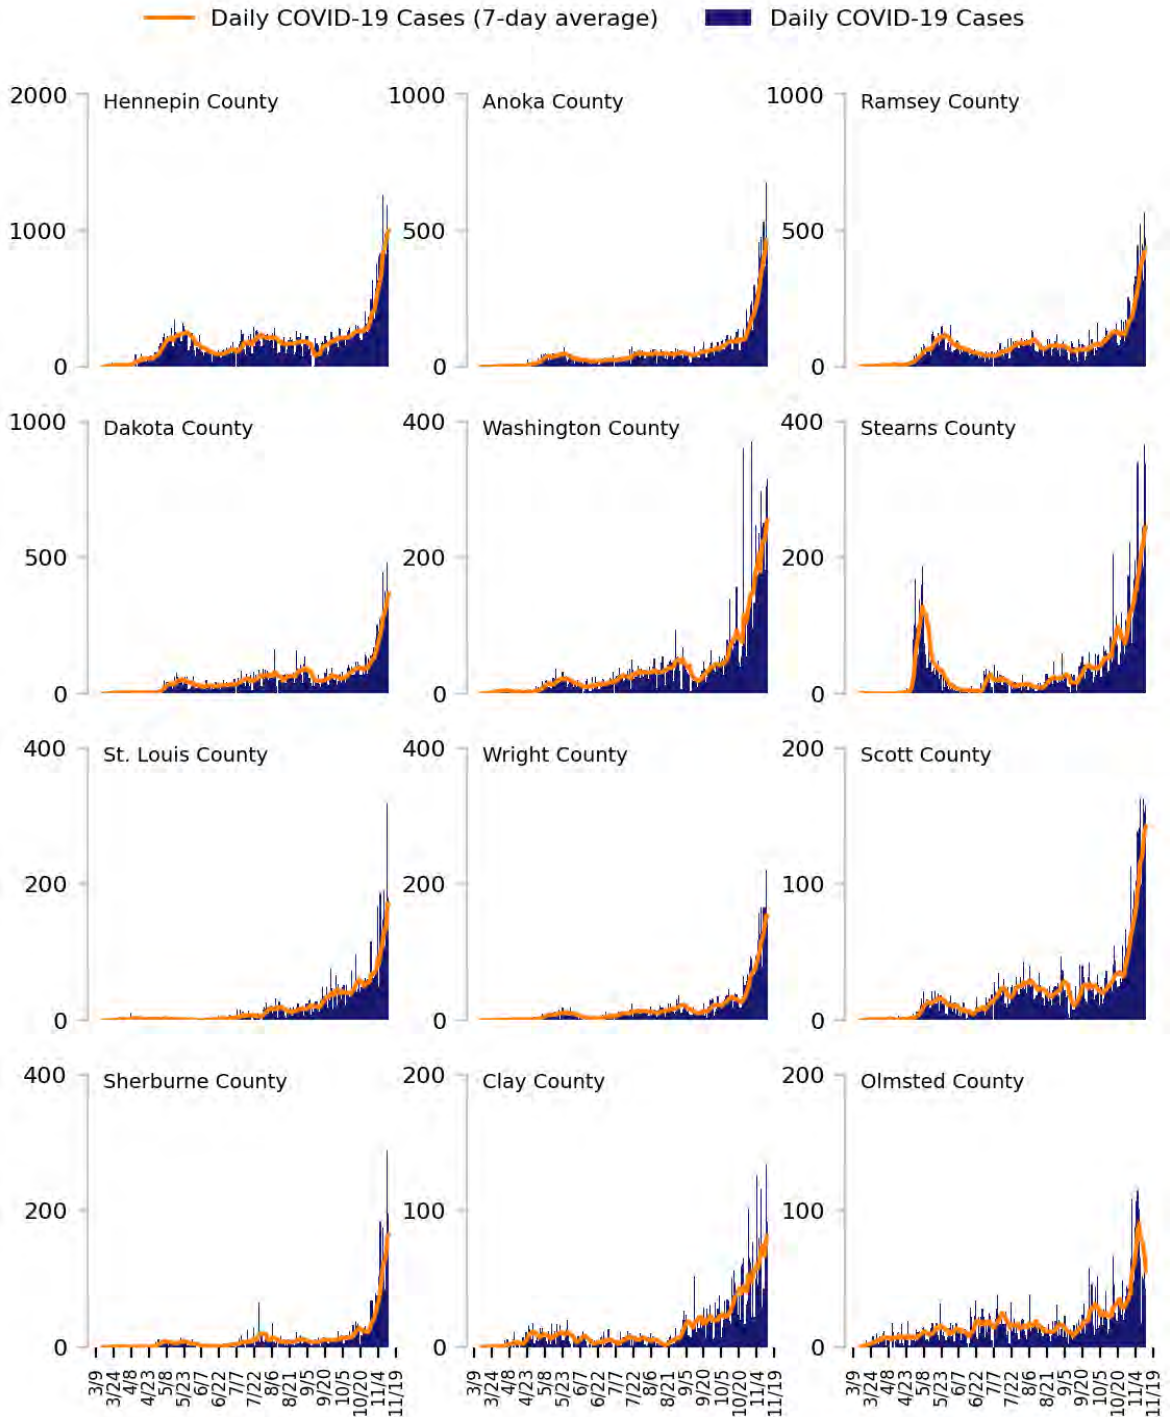 Daily COVID-19 Cases (7-day average) Daily COVID-19 Cases
2000 Hennepin County 1000 Anoka County 1000 Ramsey County
1000 500 500
0 0 0
1000 Dakota County 400 Washington County 400 Stearns County
500 200 200
0 0 0
400 St. Louis County 400 Wright County 200 Scott County
200 200 100
0 0 0
400 Sherburne County 200 Clay County 200 Olmsted County
200 100 100
0 0 0
3/9 3/24 4/8 4/23 5/8 5/23 6/7 6/22 7/7 7/22 8/6 8/21 9/5 9/20 10/5 10/20 11/4 11/19
3/9 3/24 4/8 4/23 5/8 5/23 6/7 6/22 7/7 7/22 8/6 8/21 9/5 9/20 10/5 10/20 11/4 11/19
3/9 3/24 4/8 4/23 5/8 5/23 6/7 6/22 7/7 7/22 8/6 8/21 9/5 9/20 10/5 10/20 11/4 11/19